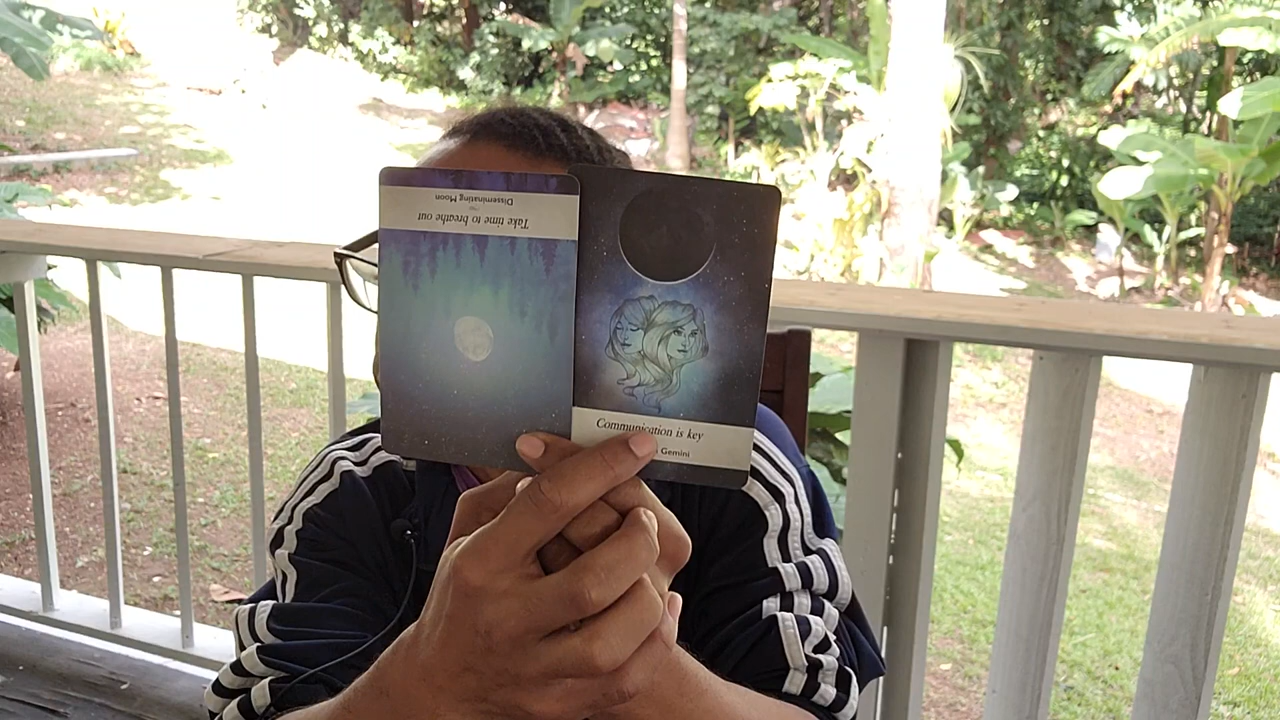 Take time to breathe out
Disseminating Moon
Communication is key
Gemini